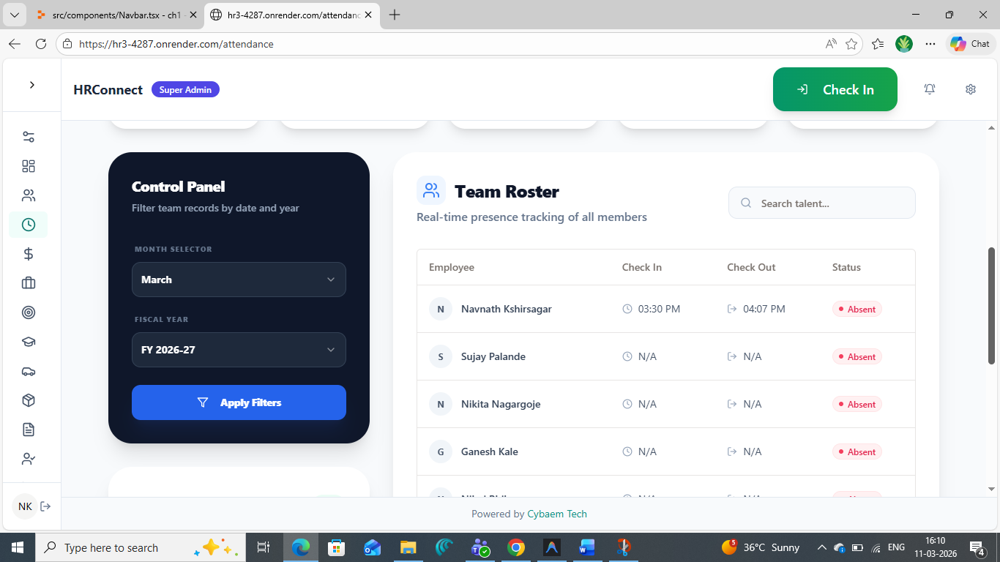 src/components/Navbar.tsx - ch1
hr3-4287.onrender.com/attendanc
https://hr3-4287.onrender.com/attendance
Chat
HRConnect
Super Admin
Check In
Control Panel
Filter team records by date and year
MONTH SELECTOR
March
FISCAL YEAR
FY 2026-27
Apply Filters
Team Roster
Real-time presence tracking of all members
Search talent...
Employee Check In Check Out Status
N Navnath Kshirsagar 03:30 PM 04:07 PM Absent
S Sujay Palande N/A N/A Absent
N Nikita Nagargoje N/A N/A Absent
G Ganesh Kale N/A N/A Absent
NK
Powered by Cybaem Tech
Type here to search
5
36°C Sunny
ENG
16:10
11-03-2026
4